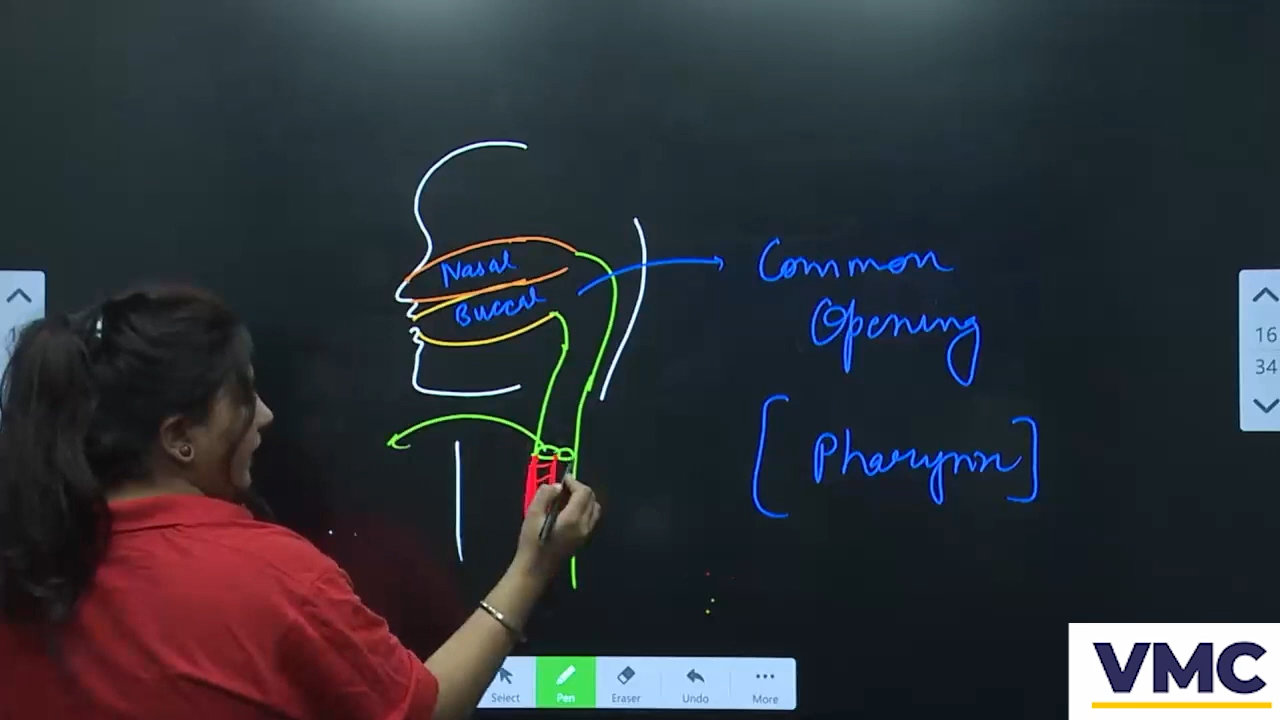 Nasal
Buccal
Common
Opening
[Pharynx]
16
34
Select
Pen
Eraser
Undo
More
VMC